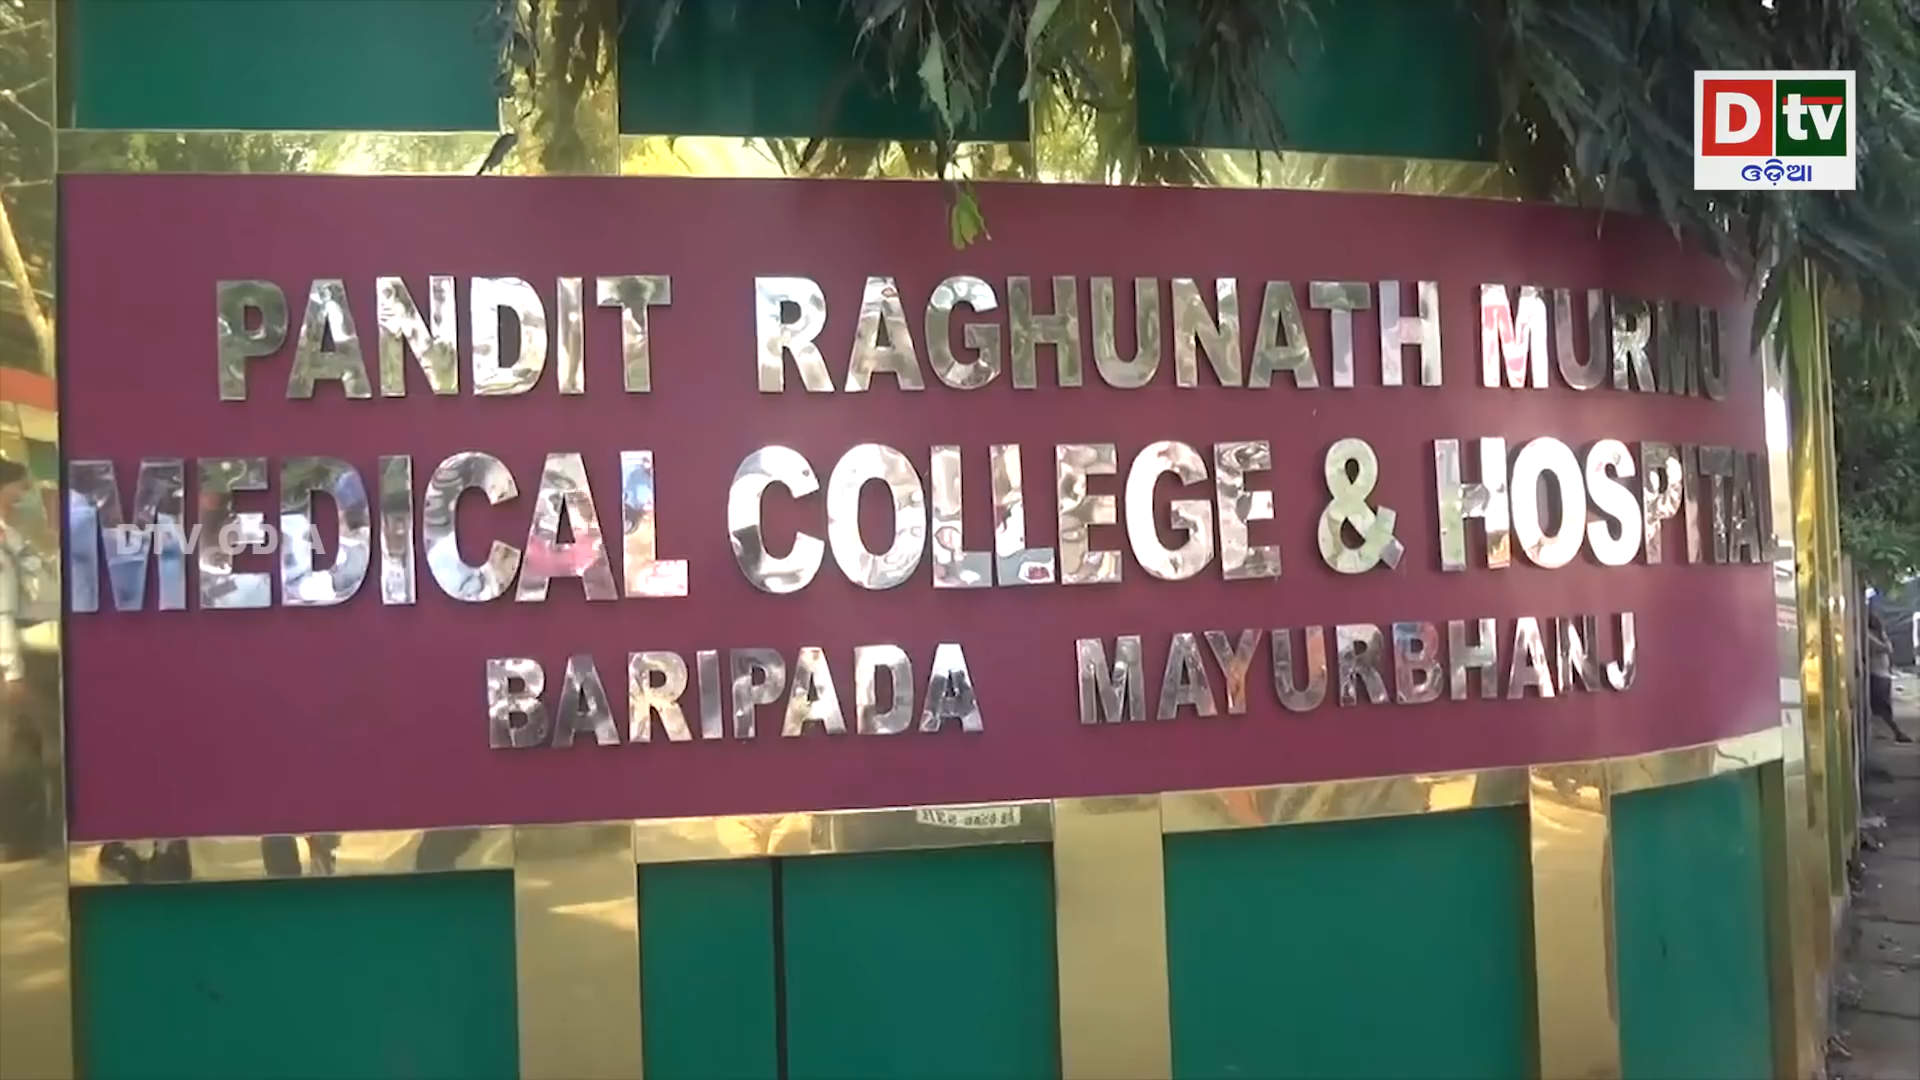 D tv
ଓଡ଼ିଆ
PANDIT RAGHUNATH MURMU
MEDICAL COLLEGE & HOSPITAL
DTV ODIA
BARIPADA MAYURBHANJ